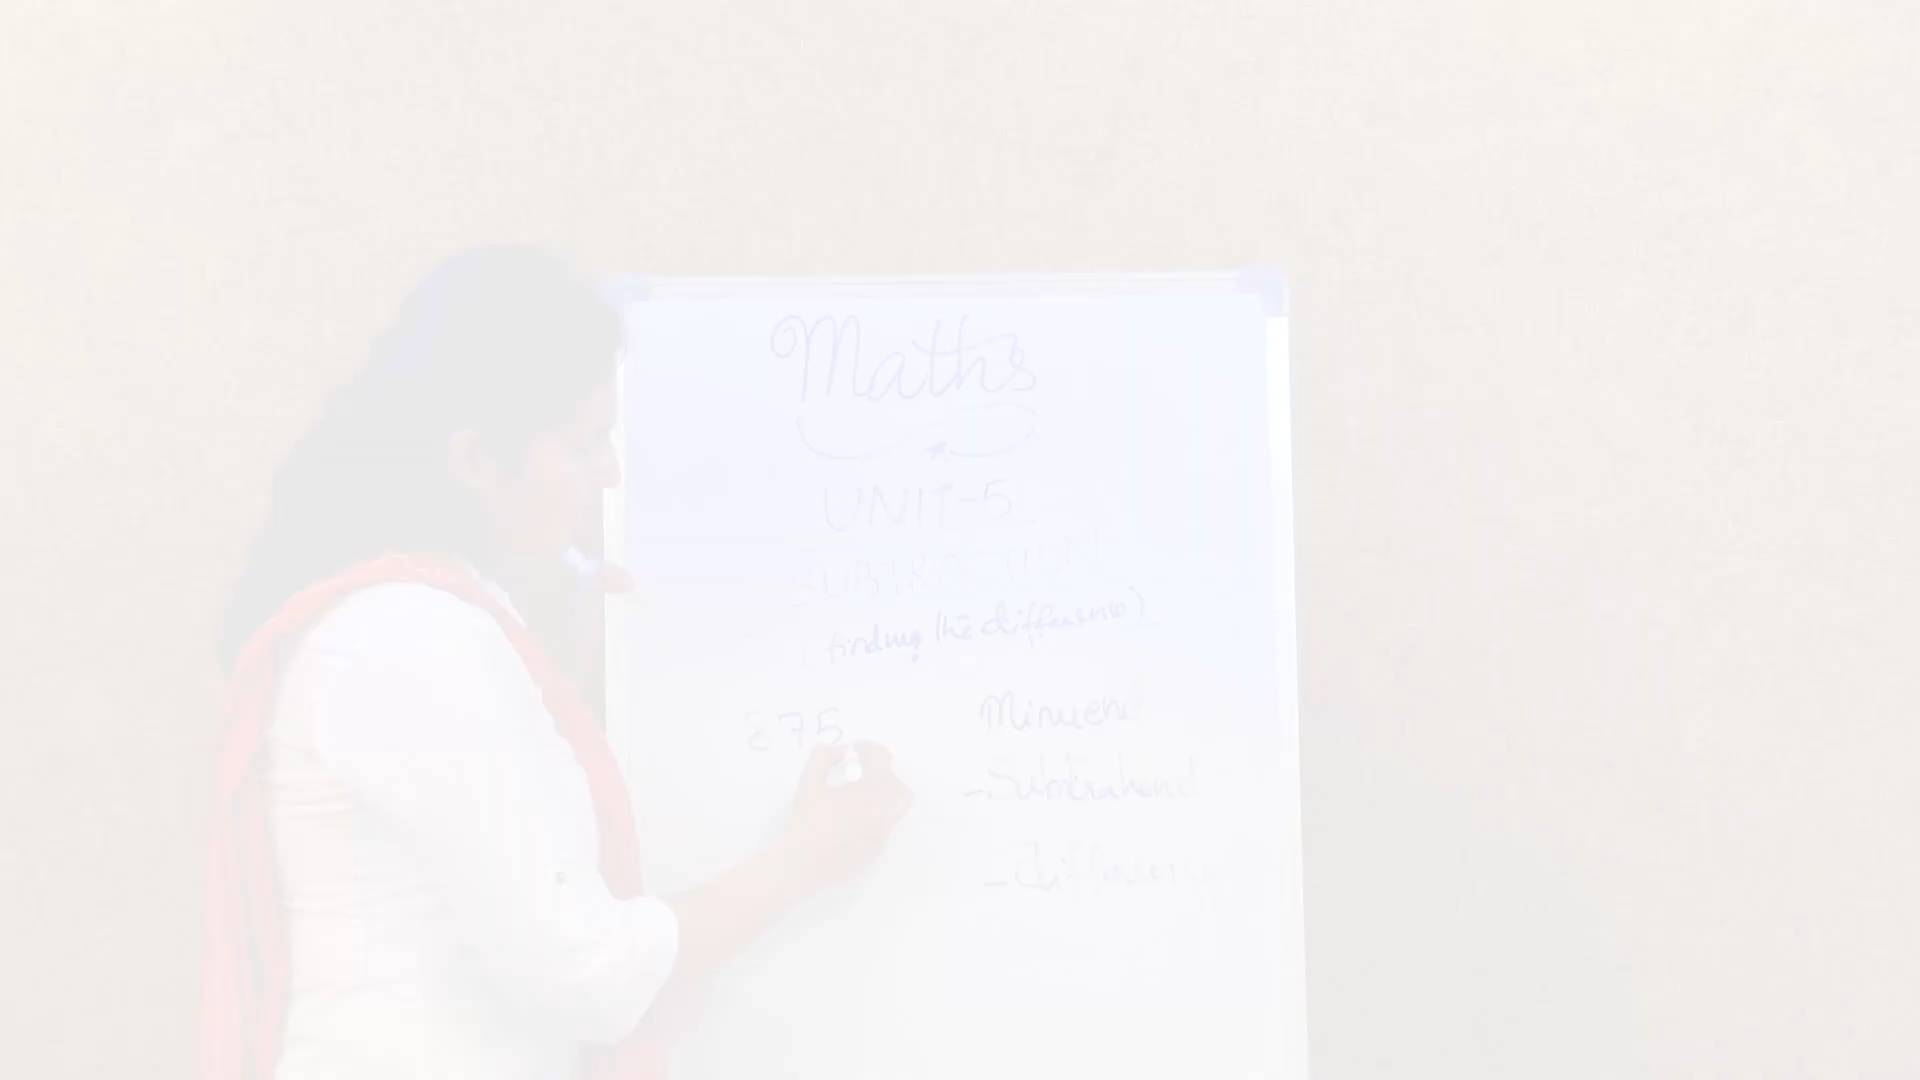 Maths
UNIT-5
SUBTRACTION
(finding the difference)
875 Minuend
- Subtrahend
- difference